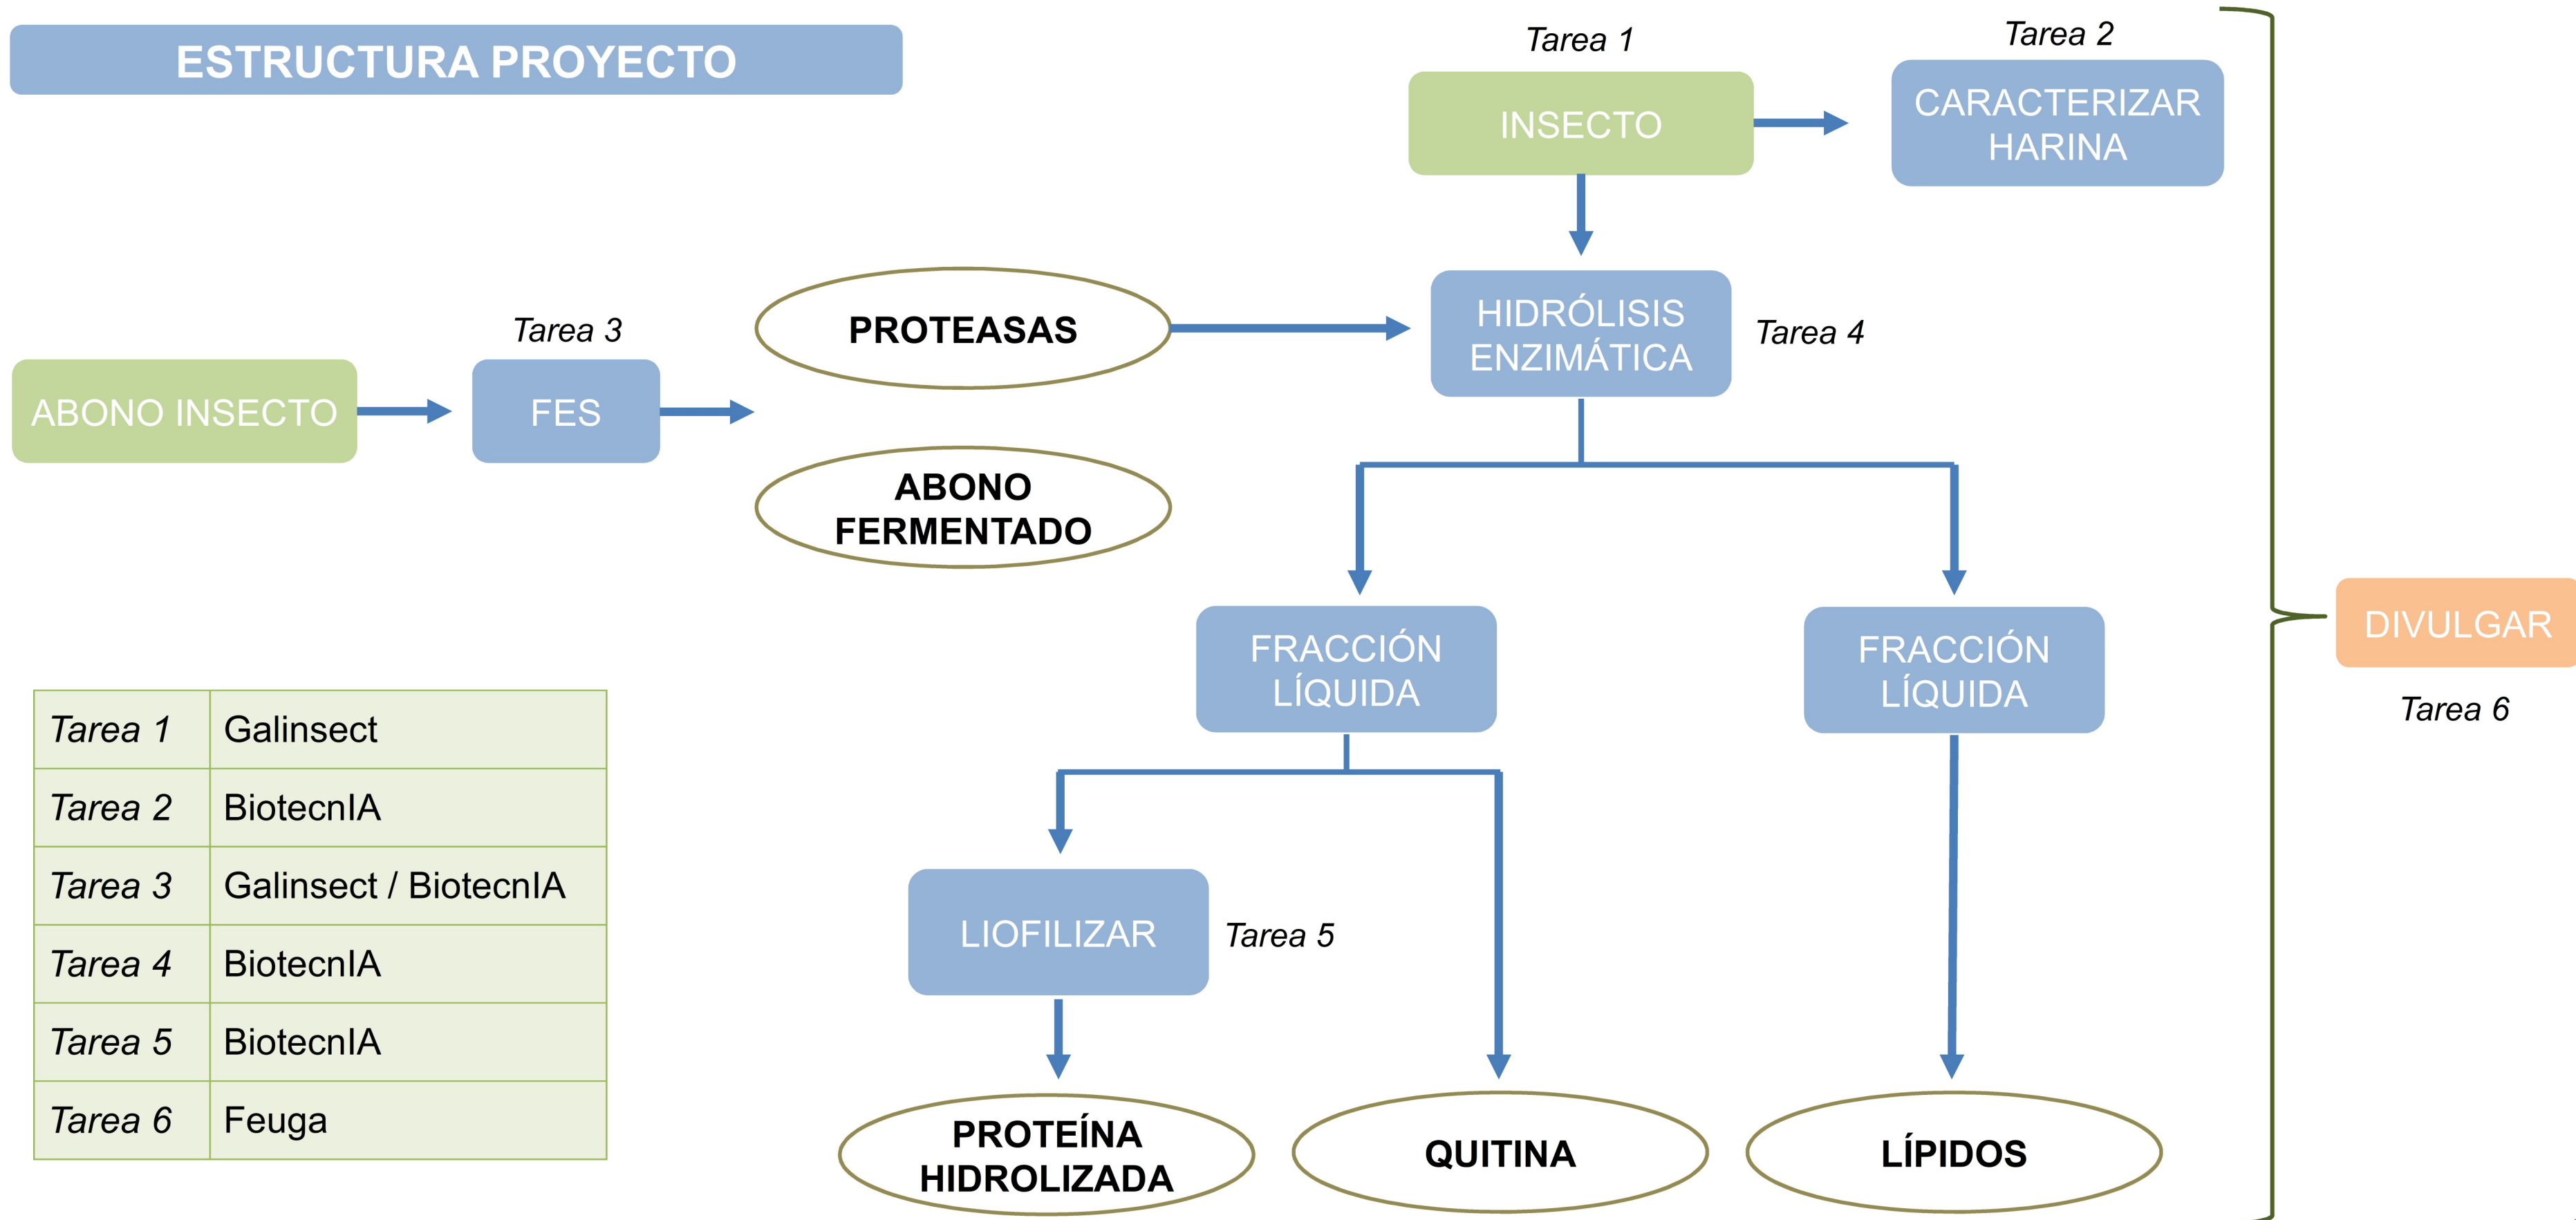 ESTRUCTURA PROYECTO
Tarea 1
Tarea 2
INSECTO
CARACTERIZAR
HARINA
Tarea 3
PROTEASAS
HIDRÓLISIS
ENZIMÁTICA
Tarea 4
ABONO INSECTO
FES
ABONO
FERMENTADO
FRACCIÓN
LÍQUIDA
FRACCIÓN
LÍQUIDA
DIVULGAR
Tarea 6
LIOFILIZAR
Tarea 5
PROTEÍNA
HIDROLIZADA
QUITINA
LÍPIDOS
Tarea 1 Galinsect
Tarea 2 BiotecnIA
Tarea 3 Galinsect / BiotecnIA
Tarea 4 BiotecnIA
Tarea 5 BiotecnIA
Tarea 6 Feuga